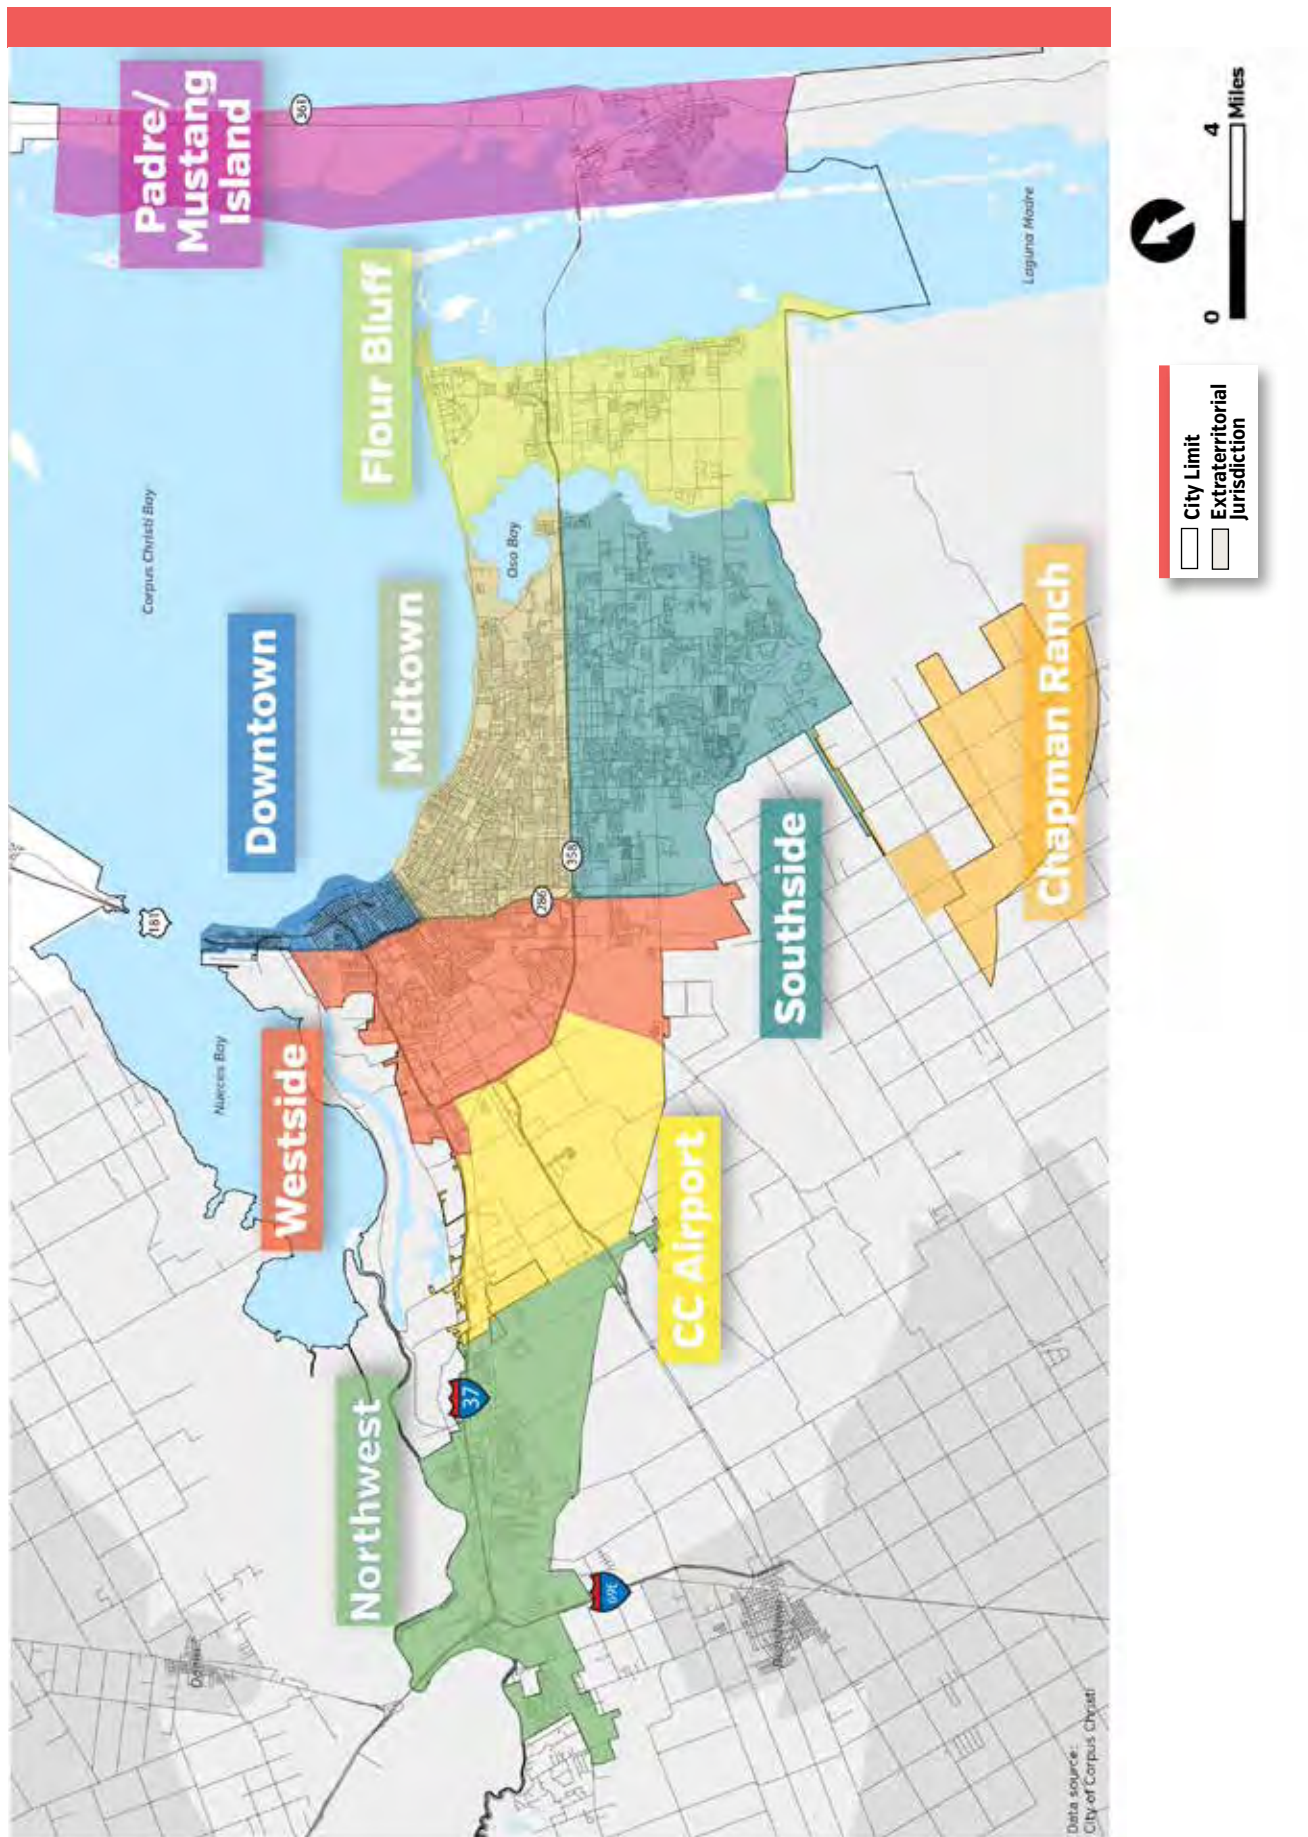 Northwest
Westside
Downtown
Midtown
Flour Bluff
Padre/
Mustang
Island
CC Airport
Southside
Chapman Ranch
Nueces Bay
Corpus Christi Bay
Oso Bay
Laguna Madre
181
361
37
286
358
69E
Data source:
City of Corpus Christi
City Limit
Extraterritorial
Jurisdiction
0
4
Miles